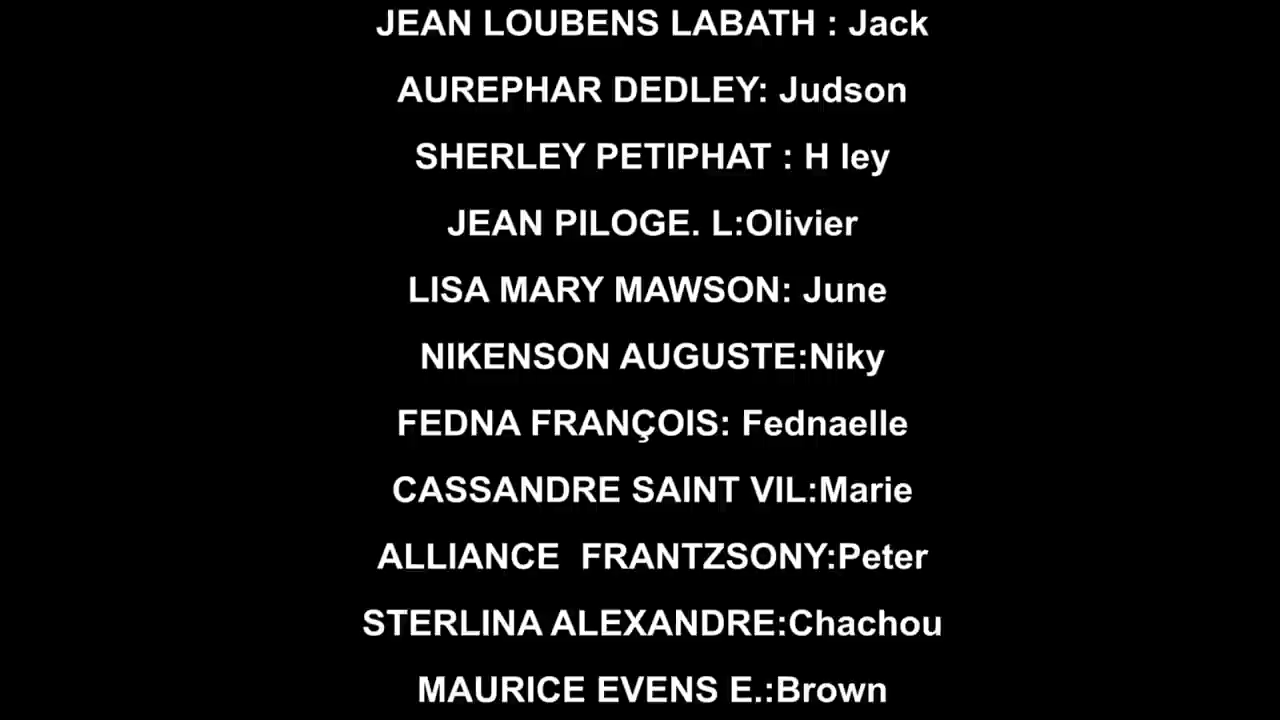 JEAN LOUBENS LABATH : Jack
AUREPHAR DEDLEY: Judson
SHERLEY PETIPHAT : H ley
JEAN PILOGE. L:Olivier
LISA MARY MAWSON: June
NIKENSON AUGUSTE:Niky
FEDNA FRANÇOIS: Fednaelle
CASSANDRE SAINT VIL:Marie
ALLIANCE  FRANTZSONY:Peter
STERLINA ALEXANDRE:Chachou
MAURICE EVENS E.:Brown